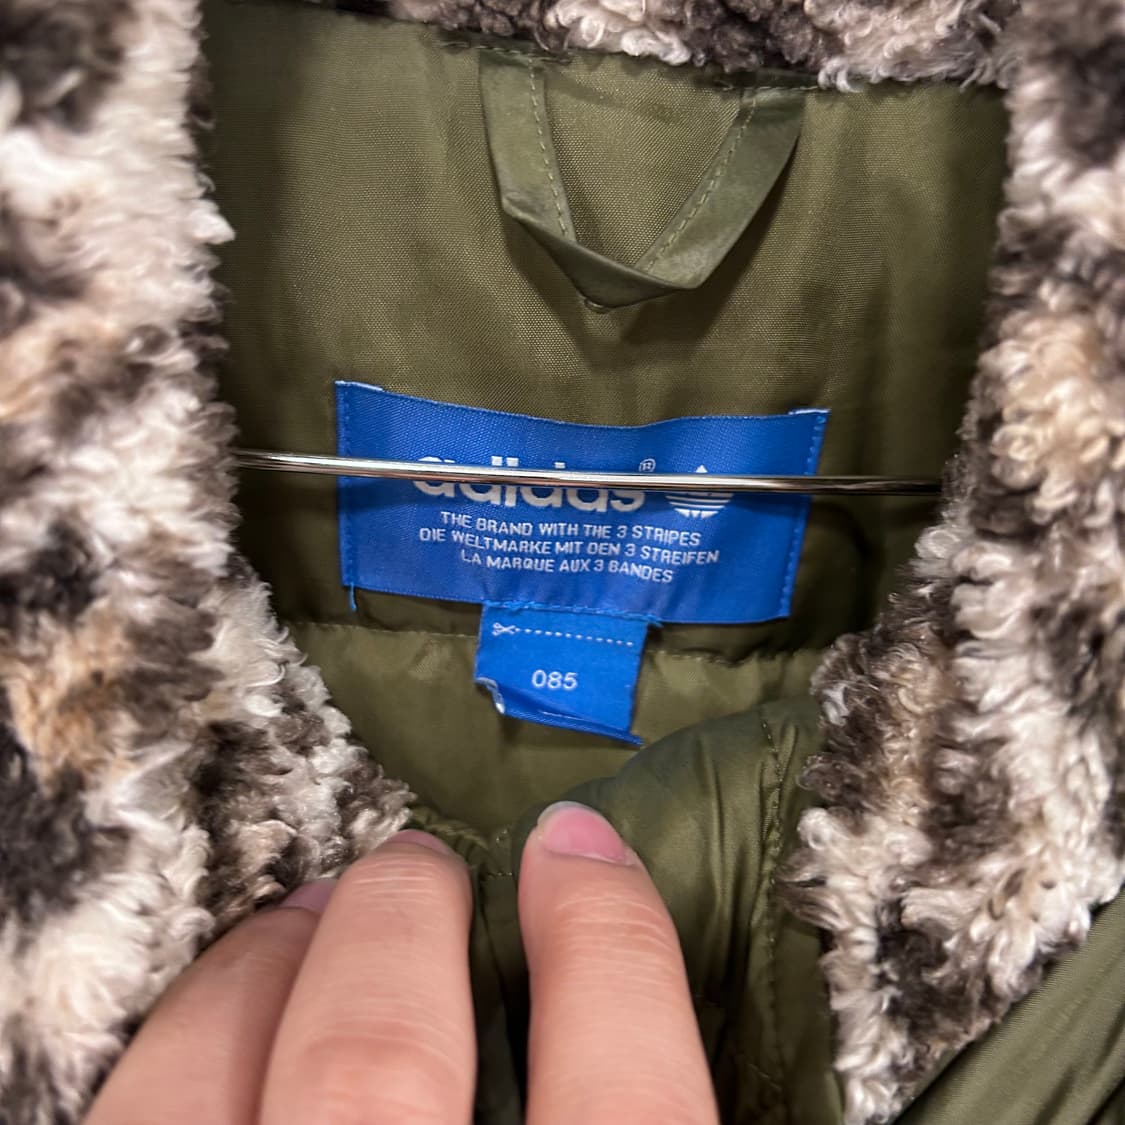 adidas®
THE BRAND WITH THE 3 STRIPES
DIE WELTMARKE MIT DEN 3 STREIFEN
LA MARQUE AUX 3 BANDES
085